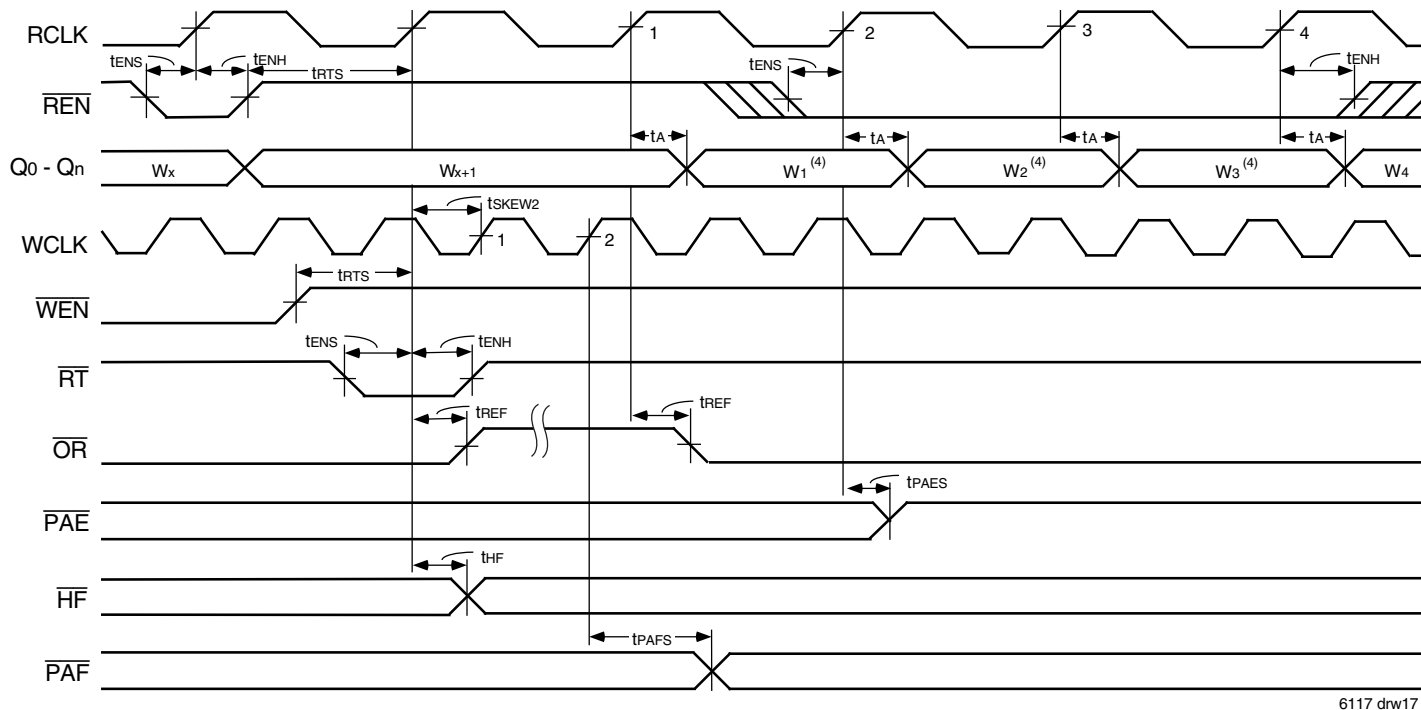 RCLK 1 2 3 4
tENS tENH tRTS tENS tENH
REN
tA tA tA tA
Q0 - Qn Wx Wx+1 W1(4) W2(4) W3(4) W4
tSKEW2
WCLK 1 2
tRTS
WEN
tENS tENH
RT
tREF tREF
OR
tPAES
PAE
tHF
HF
tPAFS
PAF
6117 drw17